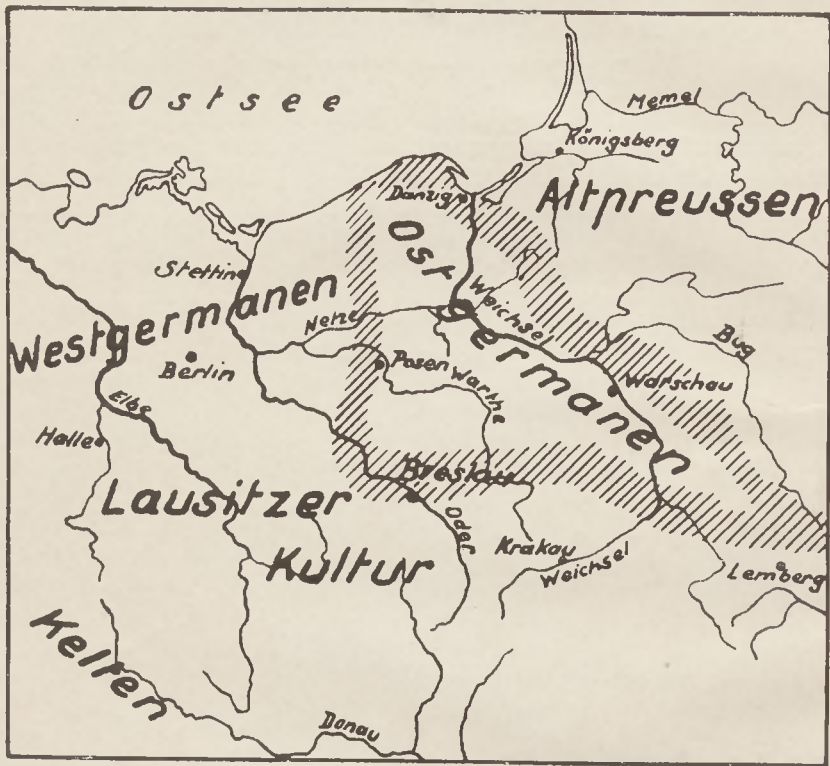 Ostsee
Memel
Königsberg
Altpreussen
Danzig
Ostgermanen
Stettin
Westgermanen
Netze
Weichsel
Bug
Berlin
Posen
Warthe
Warschau
Elbe
Halle
Breslau
Lausitzer
Kultur
Oder
Krakau
Weichsel
Lemberg
Kelten
Donau